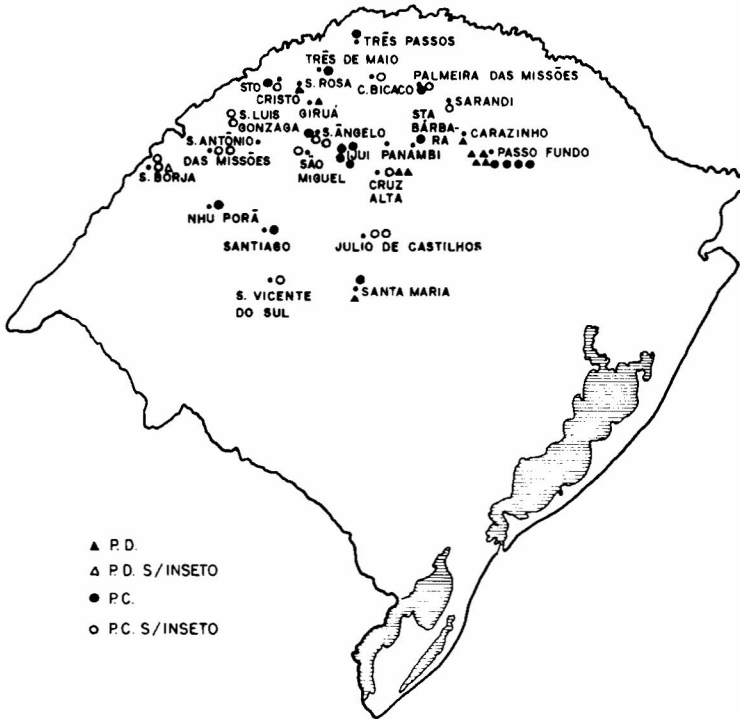 TRÊS PASSOS
TRÊS DE MAIO
STO
CRISTO
S. ROSA
C. BICACO
PALMEIRA DAS MISSÕES
GIRUÁ
SARANDI
S. LUIS
GONZAGA
S. ÂNGELO
STA
BÁRBA-
RA
CARAZINHO
S. ANTÔNIO
DAS MISSÕES
SÃO
MIGUEL
IJUI
PANAMBI
PASSO FUNDO
S. BORJA
CRUZ
ALTA
NHU PORÃ
SANTIAGO
JULIO DE CASTILHOS
S. VICENTE
DO SUL
SANTA MARIA
P. D.
P. D. S/INSETO
P.C.
P.C. S/INSETO